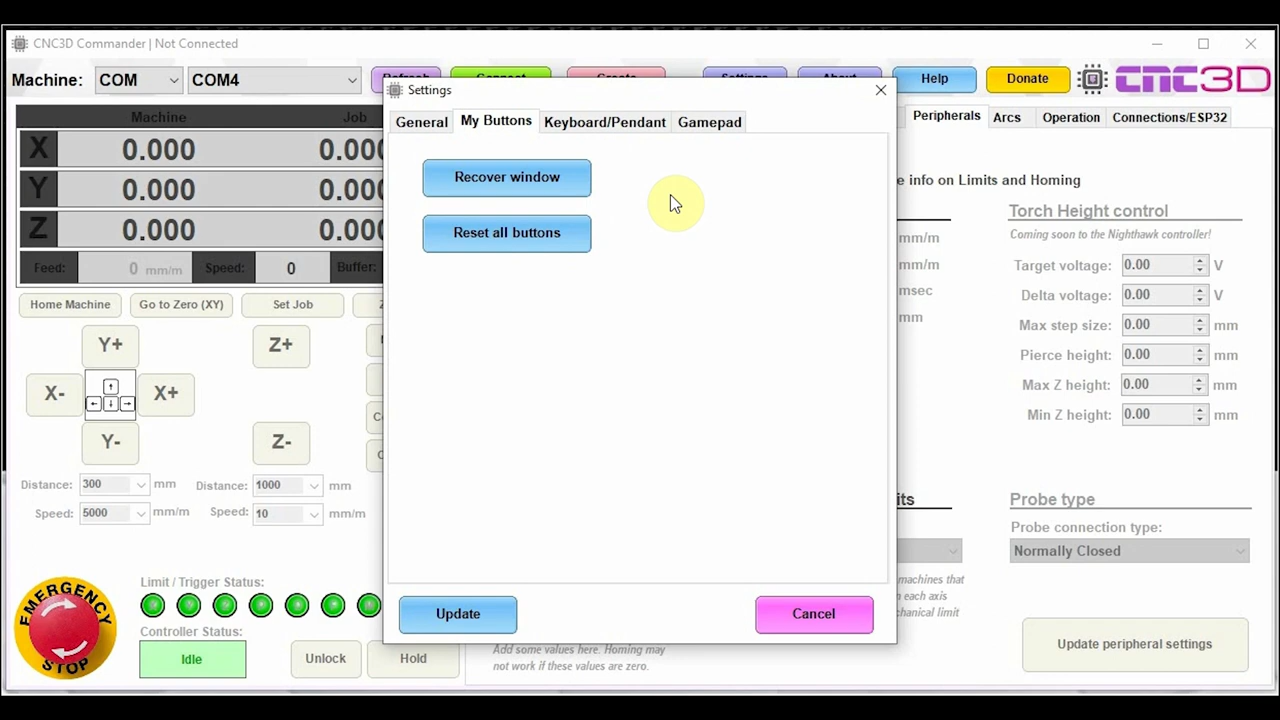 CNC3D Commander | Not Connected
Machine: COM COM4 Refresh Connect Create Settings About Help Donate CNC3D
Settings
General My Buttons Keyboard/Pendant Gamepad
Peripherals Arcs Operation Connections/ESP32
Recover window
Reset all buttons
Update Cancel
Machine Job
X 0.000 0.000
Y 0.000 0.000
Z 0.000 0.000
Feed: 0 mm/m Speed: 0 Buffer:
Home Machine Go to Zero (XY) Set Job Z
Y+ Z+
X- X+
Y- Z-
Distance: 300 mm Distance: 1000 mm
Speed: 5000 mm/m Speed: 10 mm/m
EMERGENCY STOP
Limit / Trigger Status:
Controller Status:
Idle Unlock Hold
Add some values here. Homing may
not work if these values are zero.
e info on Limits and Homing
mm/m
mm/m
msec
mm
Torch Height control
Coming soon to the Nighthawk controller!
Target voltage: 0.00 V
Delta voltage: 0.00 V
Max step size: 0.00 mm
Pierce height: 0.00 mm
Max Z height: 0.00 mm
Min Z height: 0.00 mm
its
machines that
n each axis
chanical limit
Probe type
Probe connection type:
Normally Closed
Update peripheral settings